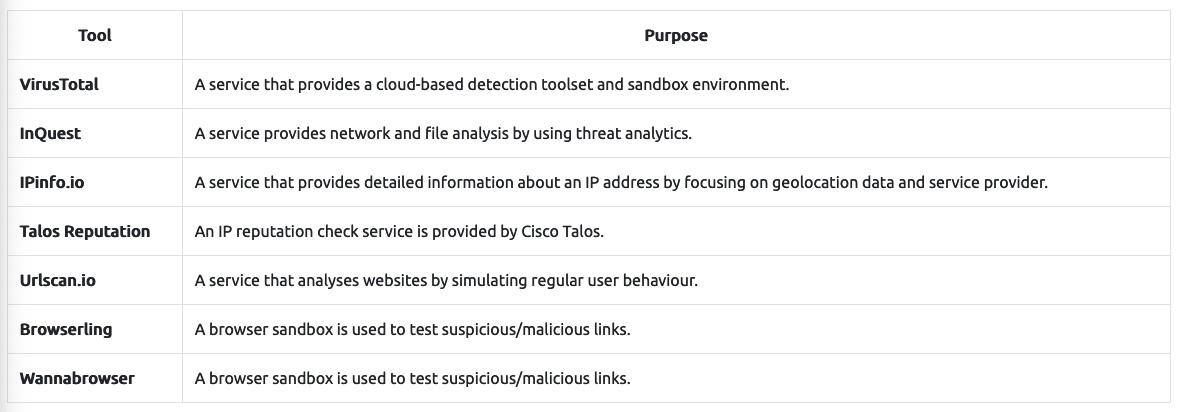 Tool Purpose
VirusTotal A service that provides a cloud-based detection toolset and sandbox environment.
InQuest A service provides network and file analysis by using threat analytics.
IPinfo.io A service that provides detailed information about an IP address by focusing on geolocation data and service provider.
Talos Reputation An IP reputation check service is provided by Cisco Talos.
Urlscan.io A service that analyses websites by simulating regular user behaviour.
Browserling A browser sandbox is used to test suspicious/malicious links.
Wannabrowser A browser sandbox is used to test suspicious/malicious links.